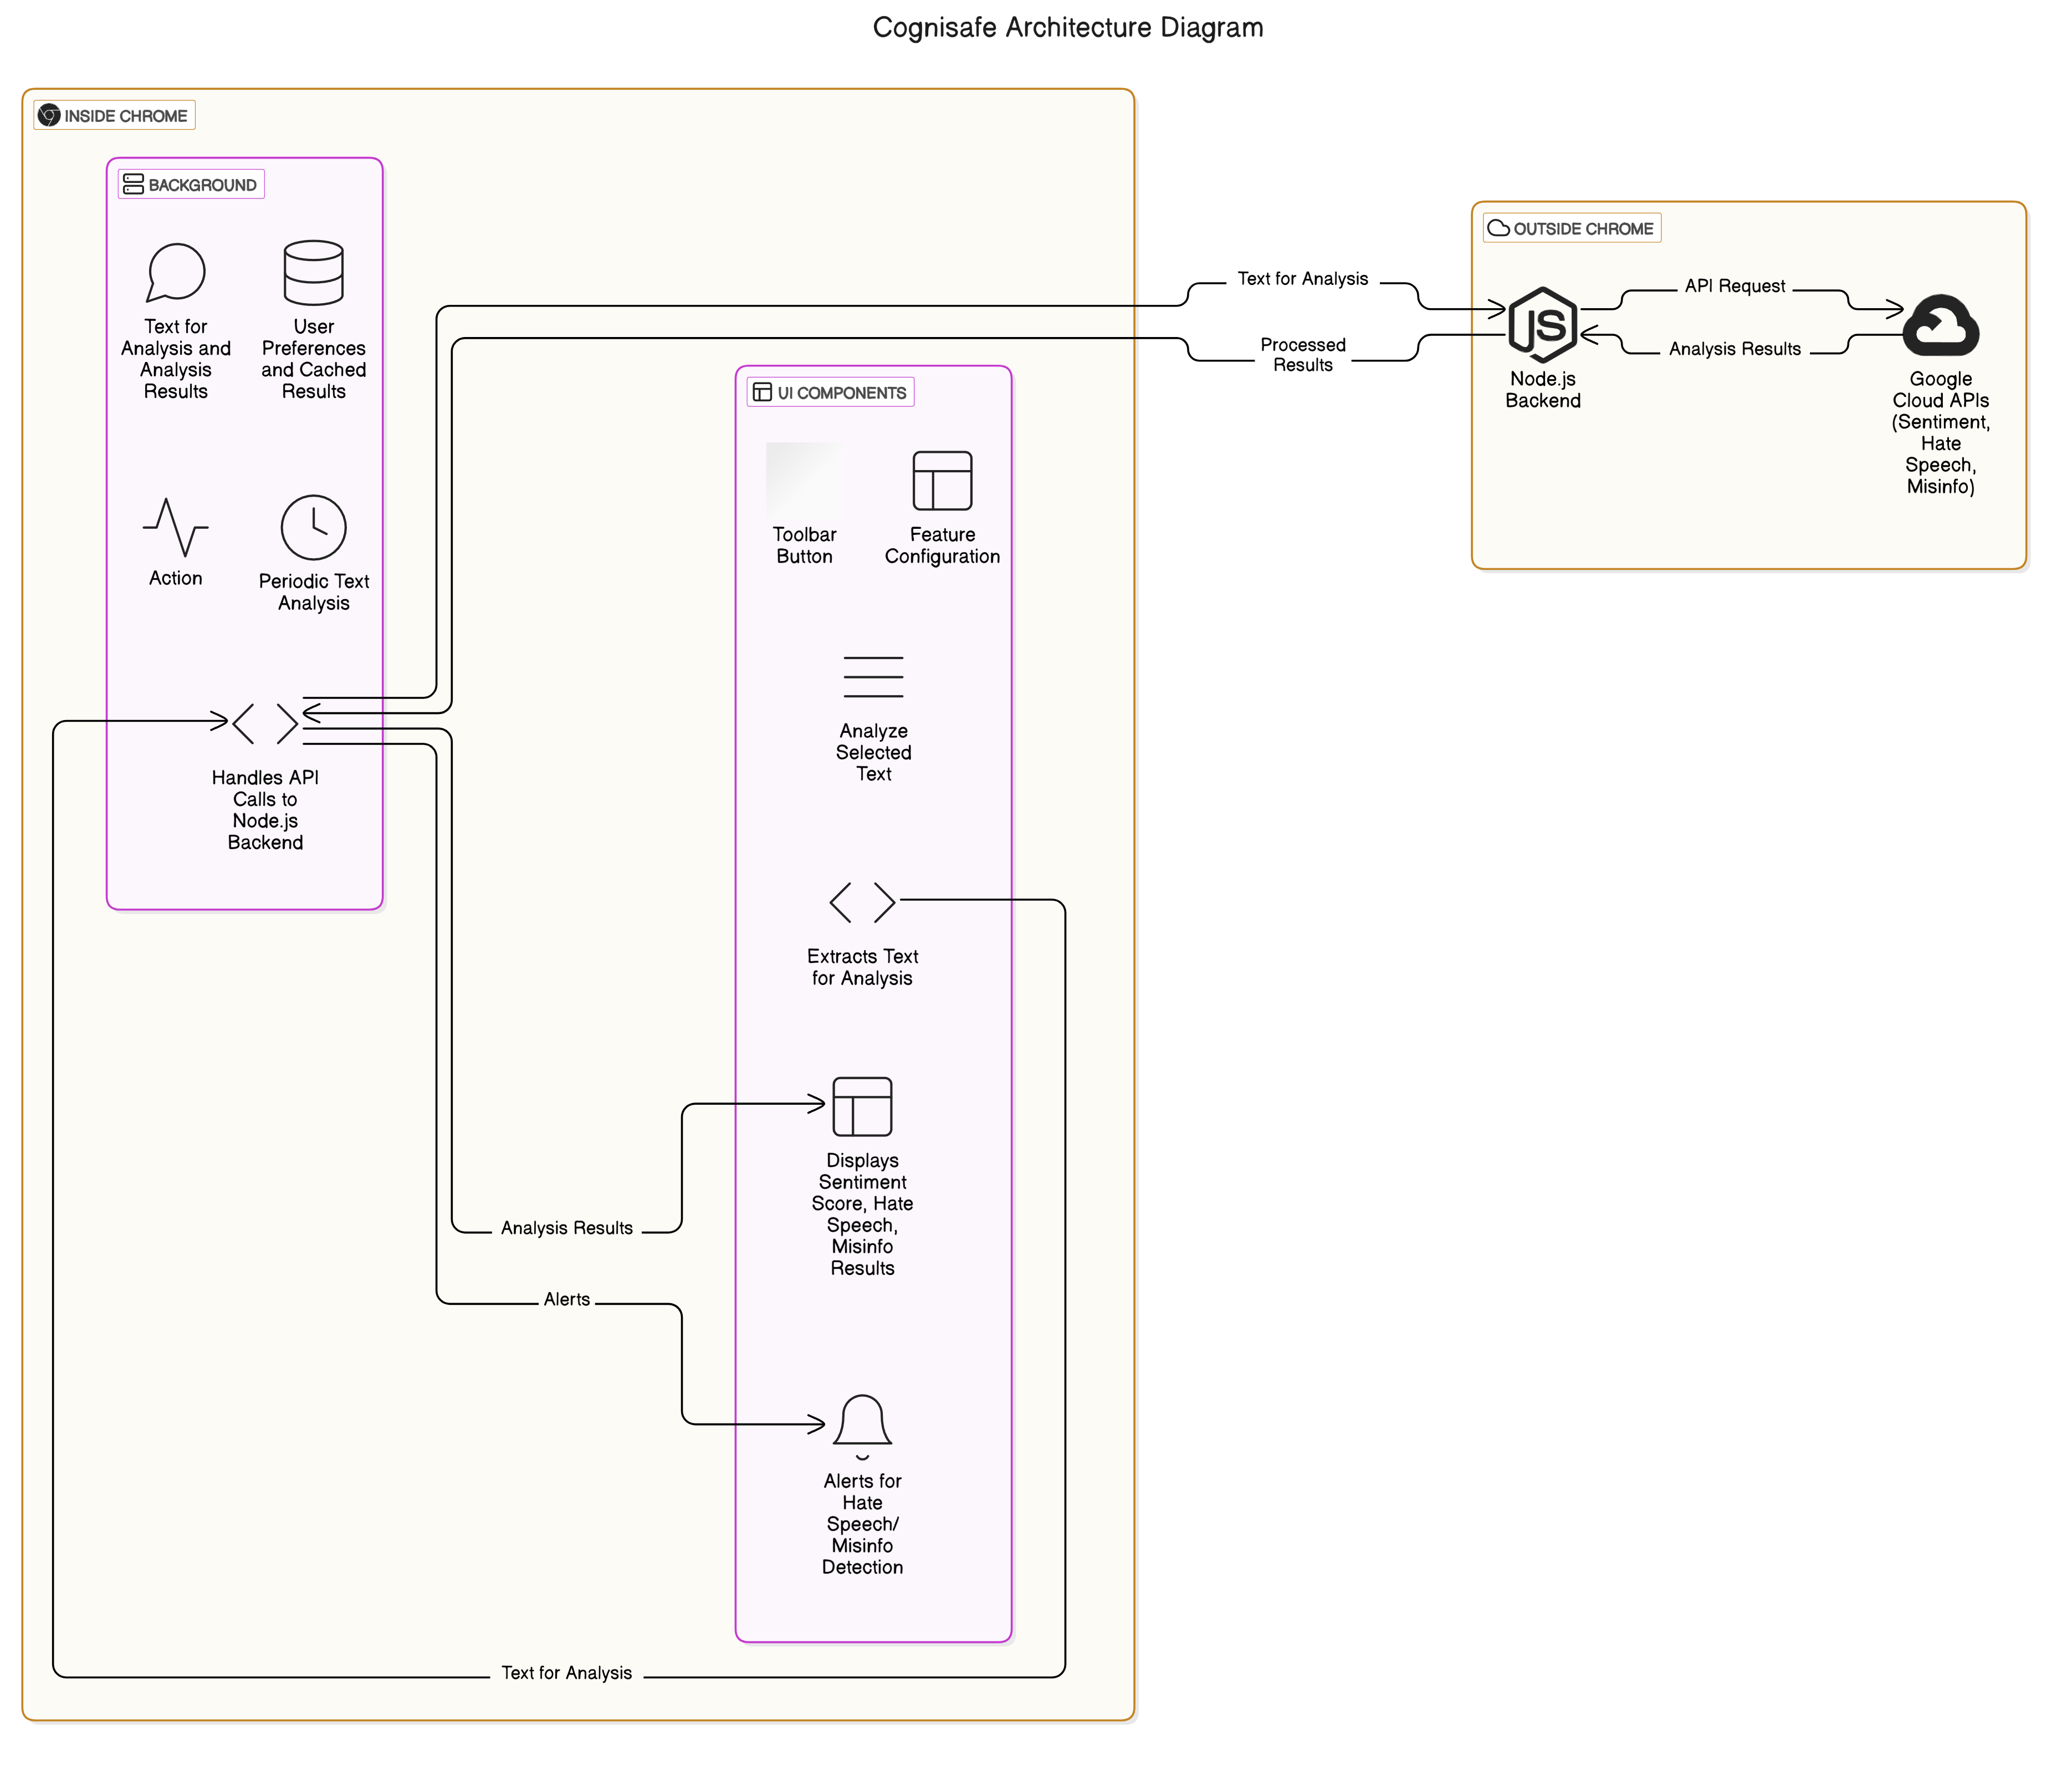 Cognisafe Architecture Diagram
INSIDE CHROME
BACKGROUND
Text for
Analysis and
Analysis
Results
User
Preferences
and Cached
Results
Action
Periodic Text
Analysis
Handles API
Calls to
Node.js
Backend
UI COMPONENTS
Toolbar
Button
Feature
Configuration
Analyze
Selected
Text
Extracts Text
for Analysis
Displays
Sentiment
Score, Hate
Speech,
Misinfo
Results
Alerts for
Hate
Speech/
Misinfo
Detection
Analysis Results
Alerts
Text for Analysis
Text for Analysis
Processed
Results
OUTSIDE CHROME
JS
Node.js
Backend
API Request
Analysis Results
Google
Cloud APIs
(Sentiment,
Hate
Speech,
Misinfo)